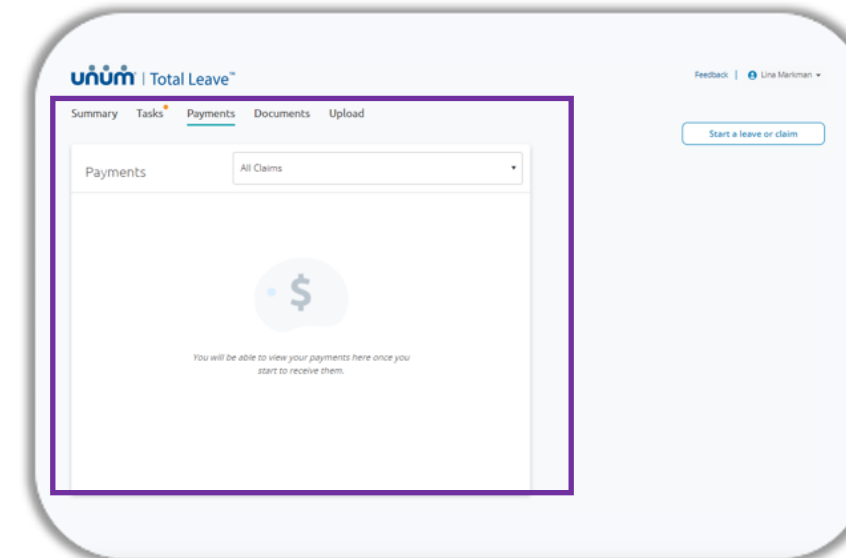 unum | Total Leave™
Feedback | Lina Markman
Summary Tasks Payments Documents Upload
Start a leave or claim
Payments
All Claims
$
You will be able to view your payments here once you
start to receive them.